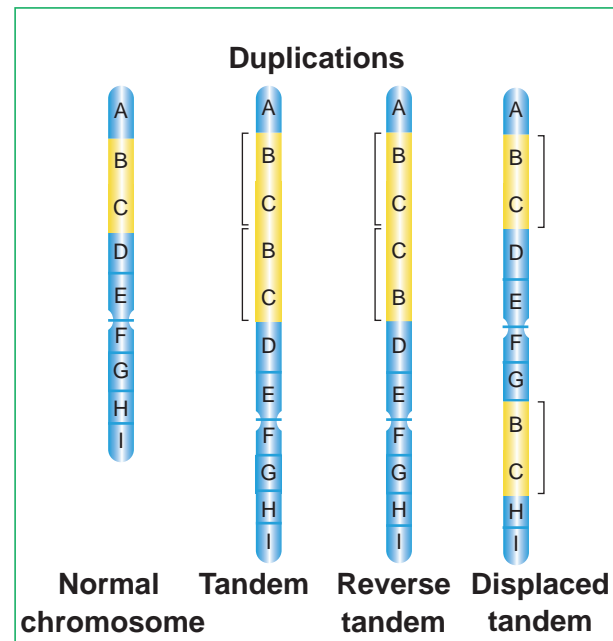 Duplications
A
B
C
D
E
F
G
H
I
A
B
C
B
C
D
E
F
G
H
I
A
B
C
C
B
D
E
F
G
H
I
A
B
C
D
E
F
G
B
C
H
I
Normal
chromosome
Tandem
Reverse
tandem
Displaced
tandem